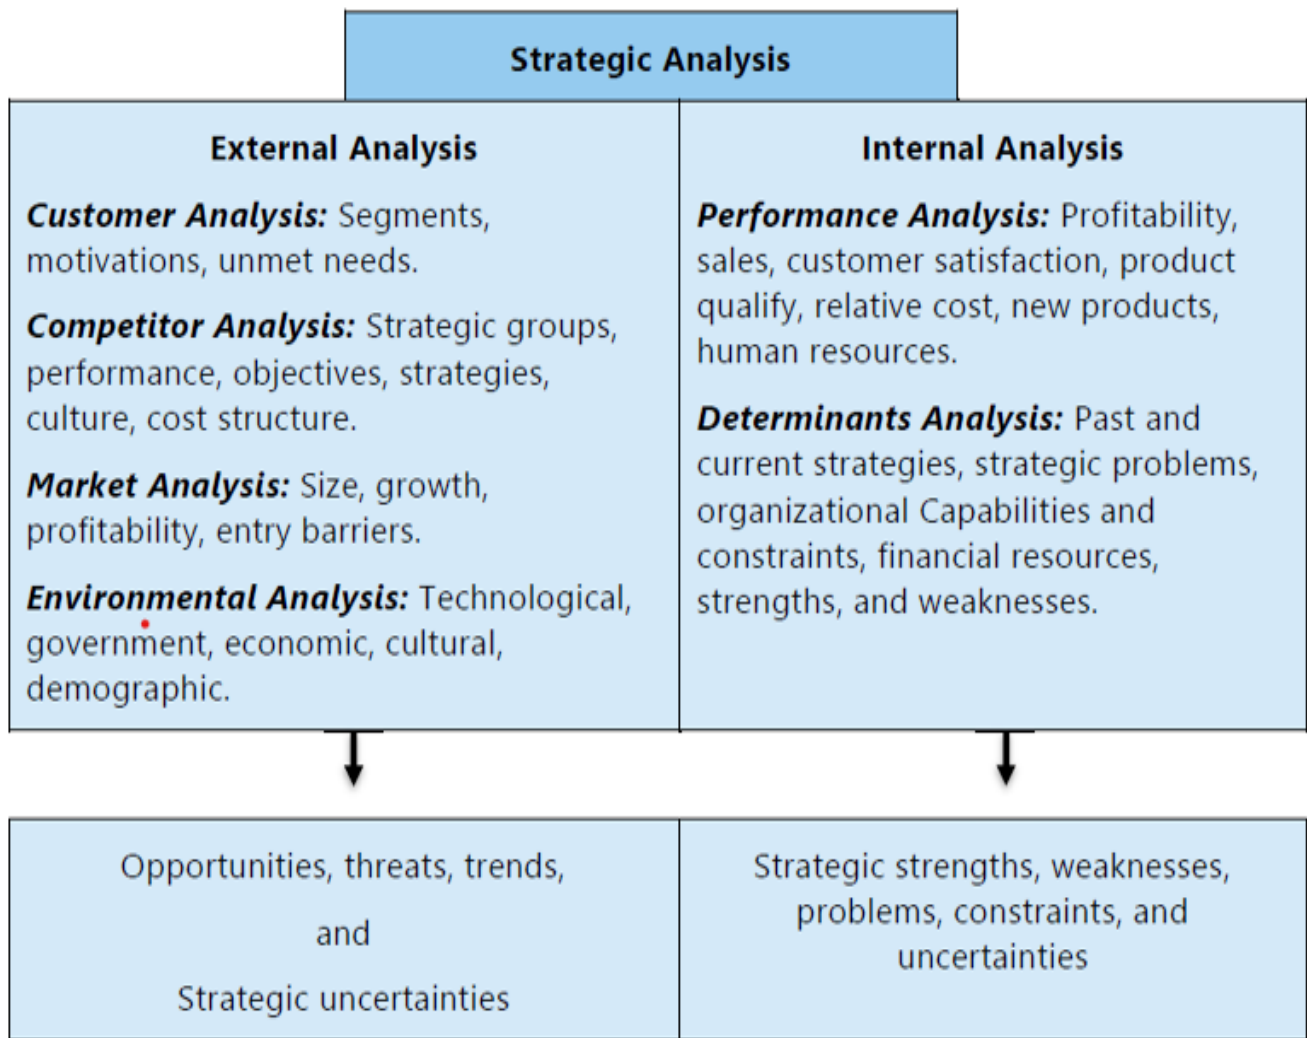 Strategic Analysis
External Analysis
Customer Analysis: Segments,
motivations, unmet needs.
Competitor Analysis: Strategic groups,
performance, objectives, strategies,
culture, cost structure.
Market Analysis: Size, growth,
profitability, entry barriers.
Environmental Analysis: Technological,
government, economic, cultural,
demographic.
Internal Analysis
Performance Analysis: Profitability,
sales, customer satisfaction, product
qualify, relative cost, new products,
human resources.
Determinants Analysis: Past and
current strategies, strategic problems,
organizational Capabilities and
constraints, financial resources,
strengths, and weaknesses.
Opportunities, threats, trends,
and
Strategic uncertainties
Strategic strengths, weaknesses,
problems, constraints, and
uncertainties